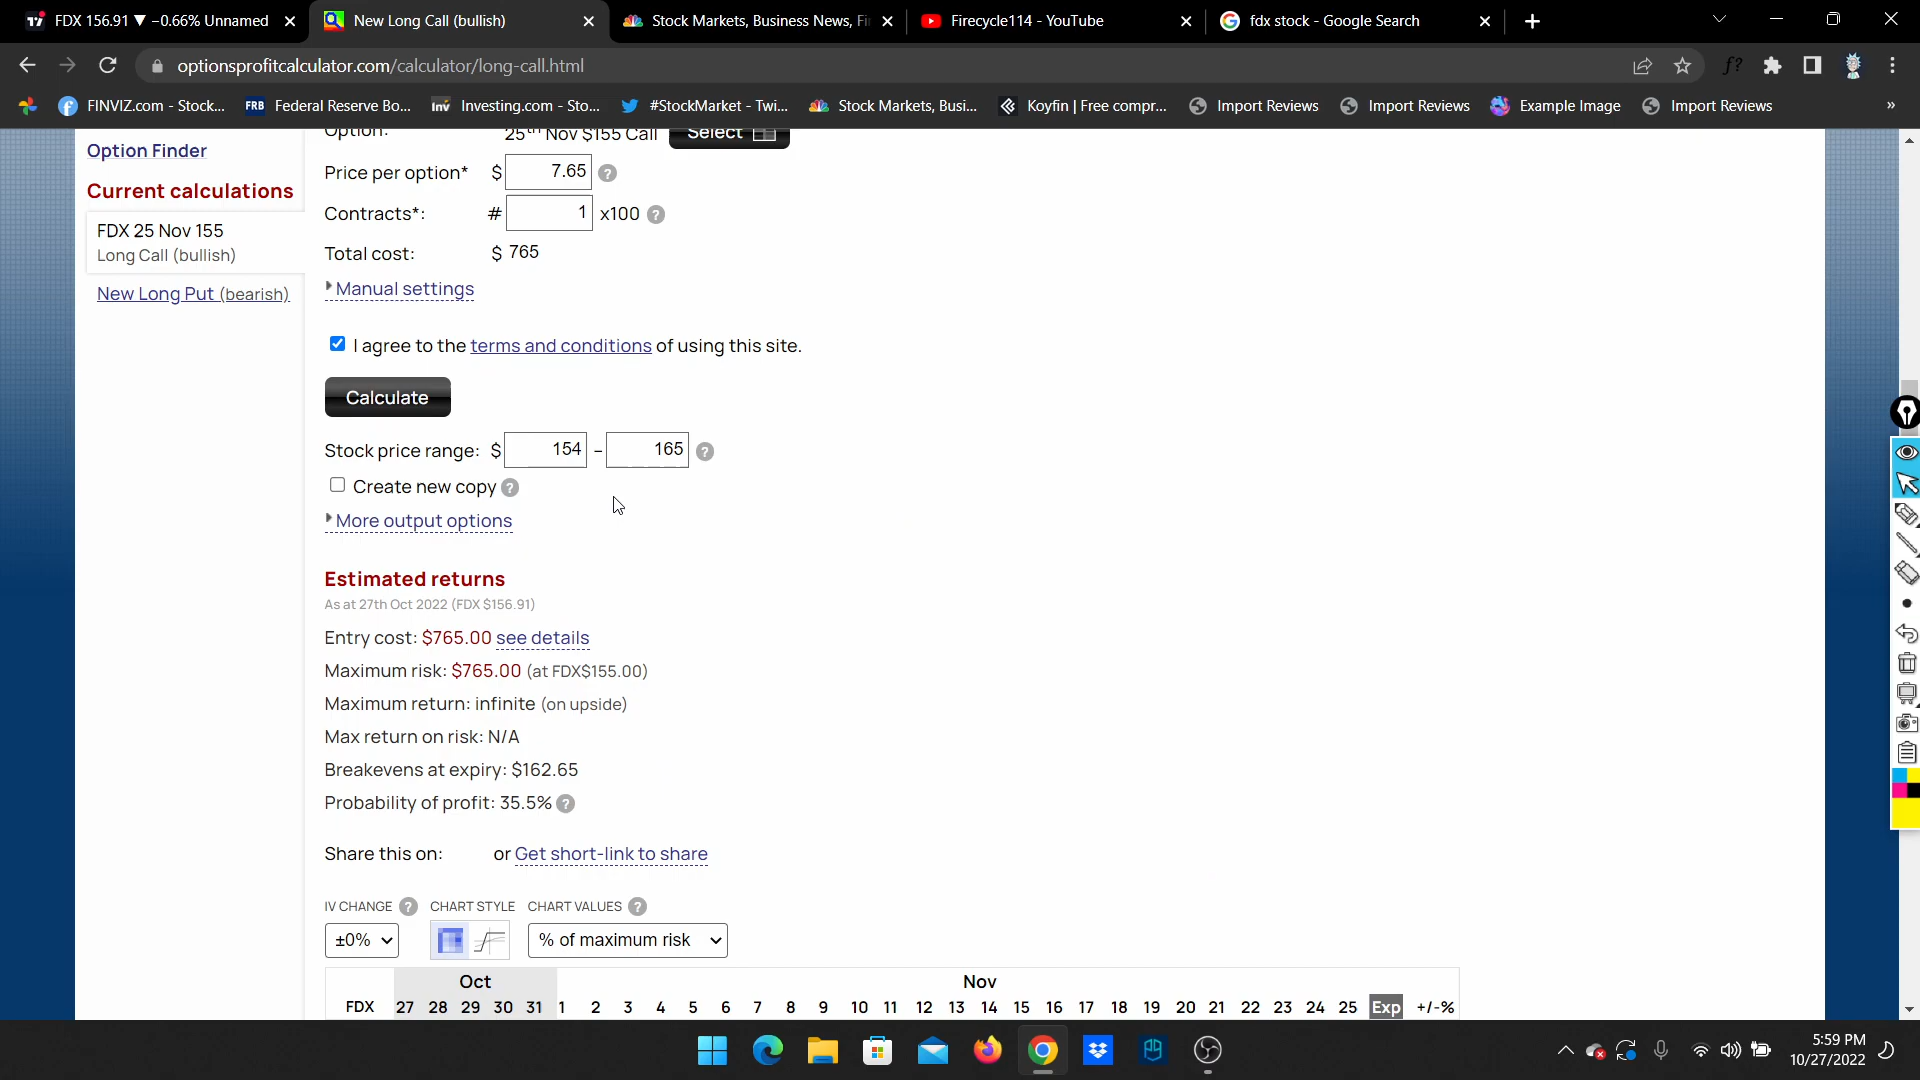 FDX 156.91 ▼ −0.66% Unnamed
New Long Call (bullish)
Stock Markets, Business News, Fi
Firecycle114 - YouTube
fdx stock - Google Search
optionsprofitcalculator.com/calculator/long-call.html
FINVIZ.com - Stock...
FRB Federal Reserve Bo...
Inv Investing.com - Sto...
#StockMarket - Twi...
Stock Markets, Busi...
Koyfin | Free compr...
Import Reviews
Import Reviews
Example Image
Import Reviews
»
Option Finder
Current calculations
FDX 25 Nov 155
Long Call (bullish)
New Long Put (bearish)
Option: 25th Nov $155 Call Select
Price per option* $ 7.65 ?
Contracts*: # 1 x100 ?
Total cost: $ 765
Manual settings
I agree to the terms and conditions of using this site.
Calculate
Stock price range: $ 154 – 165 ?
Create new copy ?
More output options
Estimated returns
As at 27th Oct 2022 (FDX $156.91)
Entry cost: $765.00 see details
Maximum risk: $765.00 (at FDX$155.00)
Maximum return: infinite (on upside)
Max return on risk: N/A
Breakevens at expiry: $162.65
Probability of profit: 35.5% ?
Share this on: or Get short-link to share
IV CHANGE ? CHART STYLE CHART VALUES ?
±0% % of maximum risk
Oct Nov
FDX 27 28 29 30 31 1 2 3 4 5 6 7 8 9 10 11 12 13 14 15 16 17 18 19 20 21 22 23 24 25 Exp +/-%
5:59 PM
10/27/2022